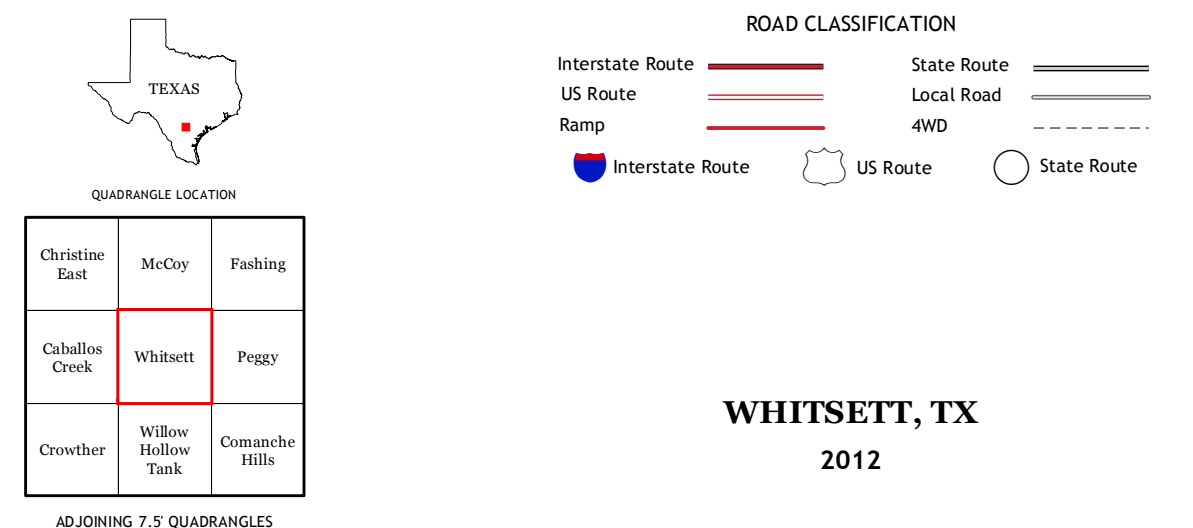 TEXAS
QUADRANGLE LOCATION
Christine
East
McCoy
Fashing
Caballos
Creek
Whitsett
Peggy
Crowther
Willow
Hollow
Tank
Comanche
Hills
ADJOINING 7.5' QUADRANGLES
ROAD CLASSIFICATION
Interstate Route
State Route
US Route
Local Road
Ramp
4WD
Interstate Route
US Route
State Route
WHITSETT, TX
2012